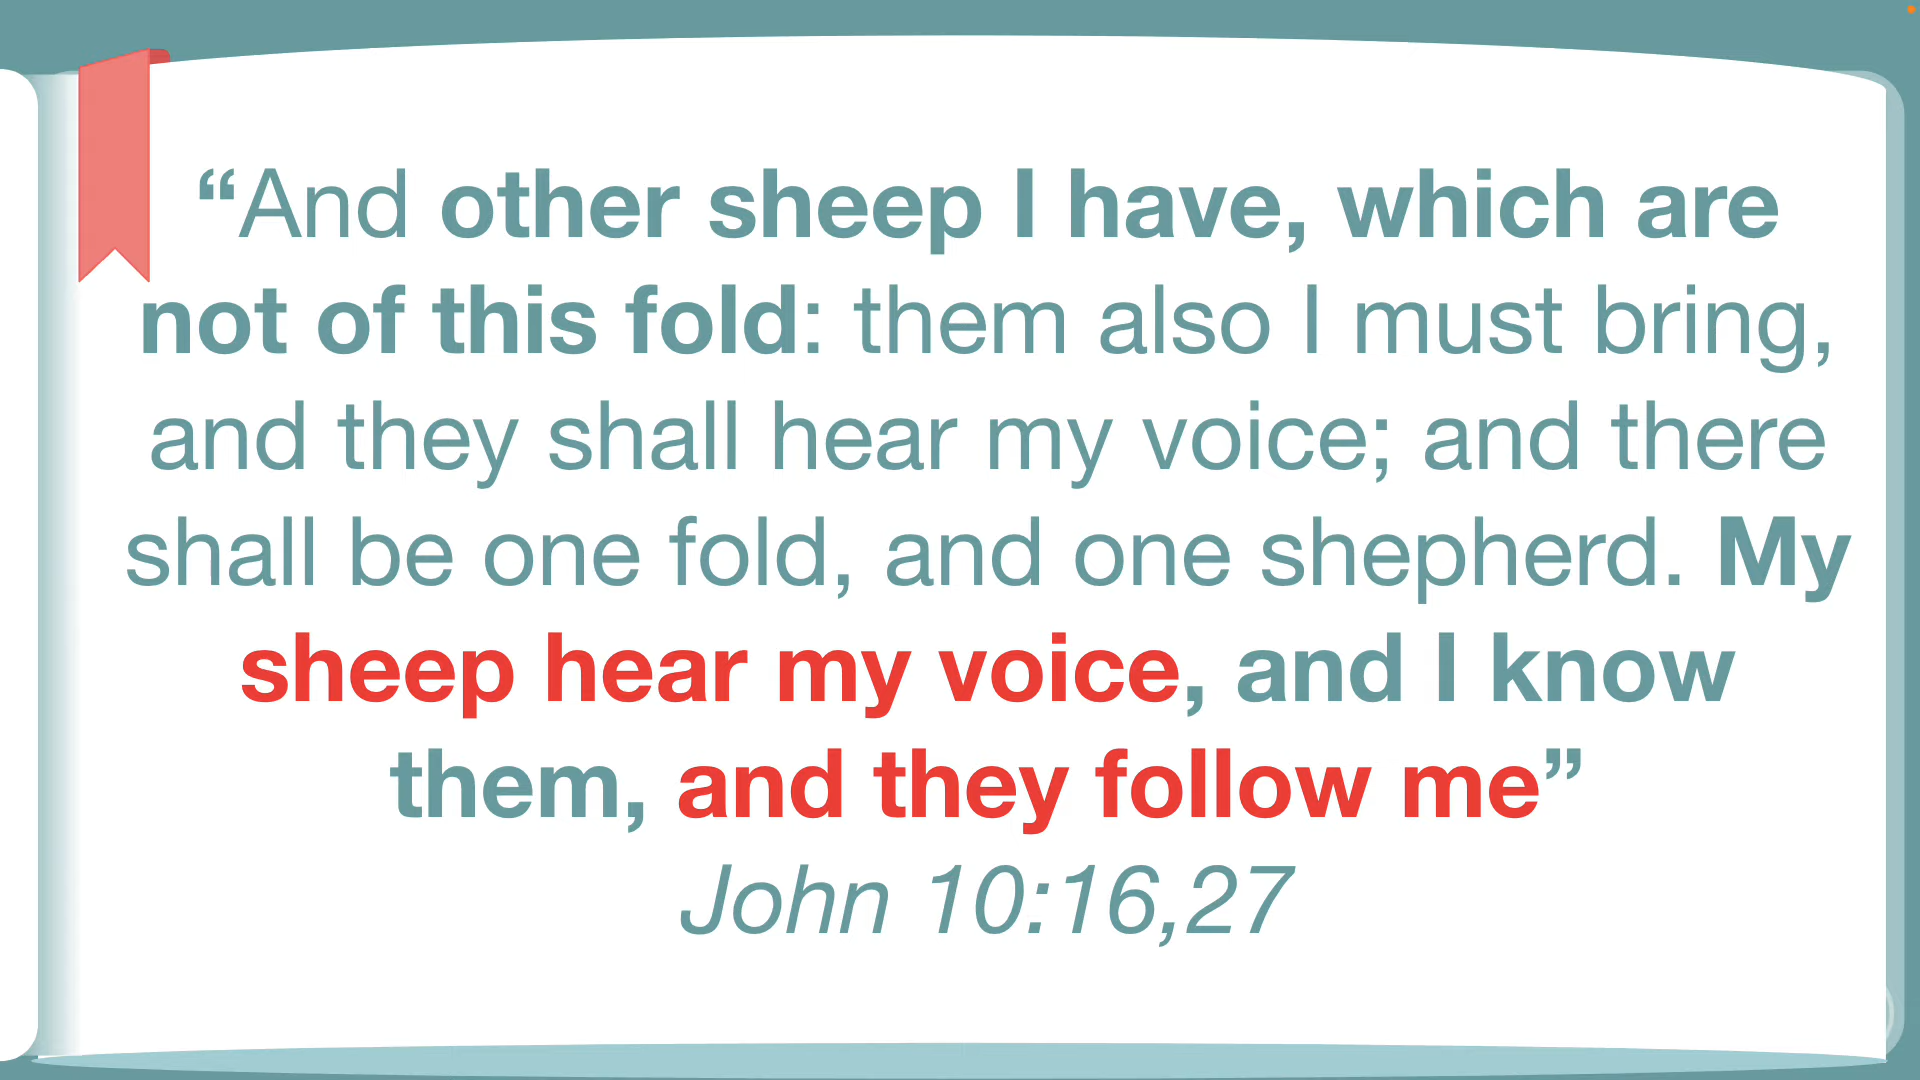 “And other sheep I have, which are
not of this fold: them also I must bring,
and they shall hear my voice; and there
shall be one fold, and one shepherd. My
sheep hear my voice, and I know
them, and they follow me”
John 10:16,27